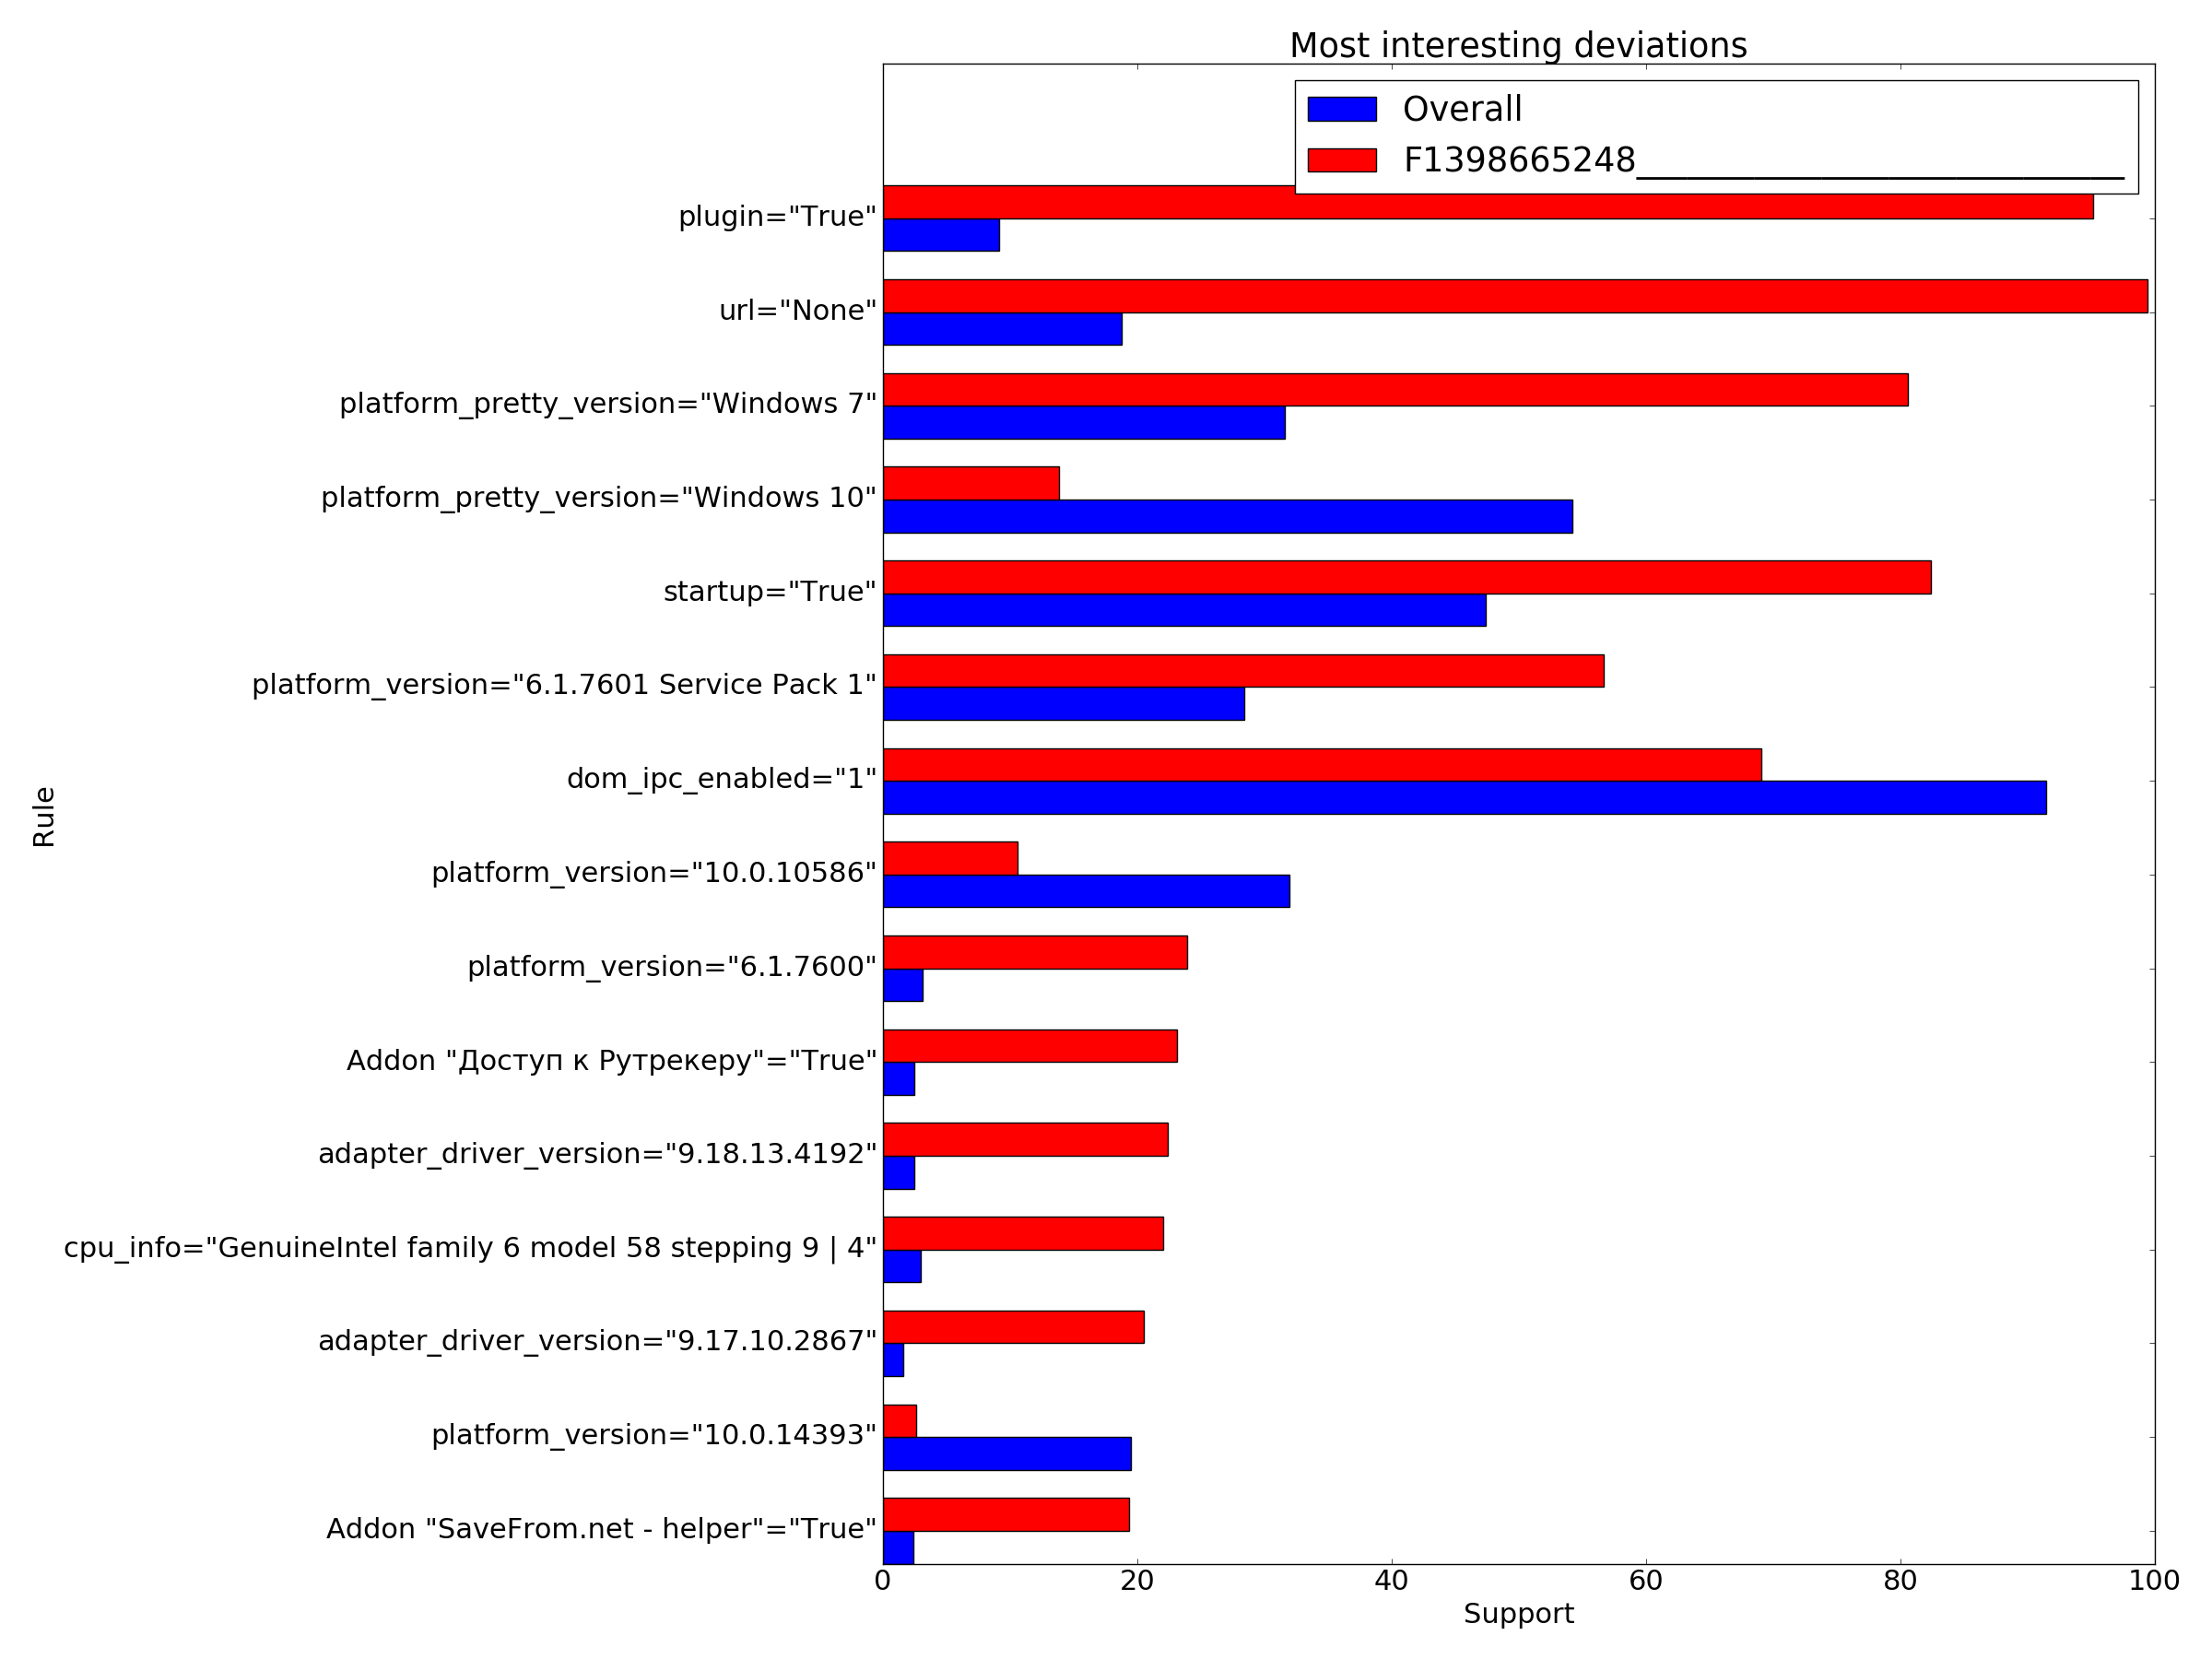 Most interesting deviations
Overall
F1398665248_____________________________
plugin="True"
url="None"
platform_pretty_version="Windows 7"
platform_pretty_version="Windows 10"
startup="True"
platform_version="6.1.7601 Service Pack 1"
dom_ipc_enabled="1"
platform_version="10.0.10586"
platform_version="6.1.7600"
Addon "Доступ к Рутрекеру"="True"
adapter_driver_version="9.18.13.4192"
cpu_info="GenuineIntel family 6 model 58 stepping 9 | 4"
adapter_driver_version="9.17.10.2867"
platform_version="10.0.14393"
Addon "SaveFrom.net - helper"="True"
Rule
0 20 40 60 80 100
Support